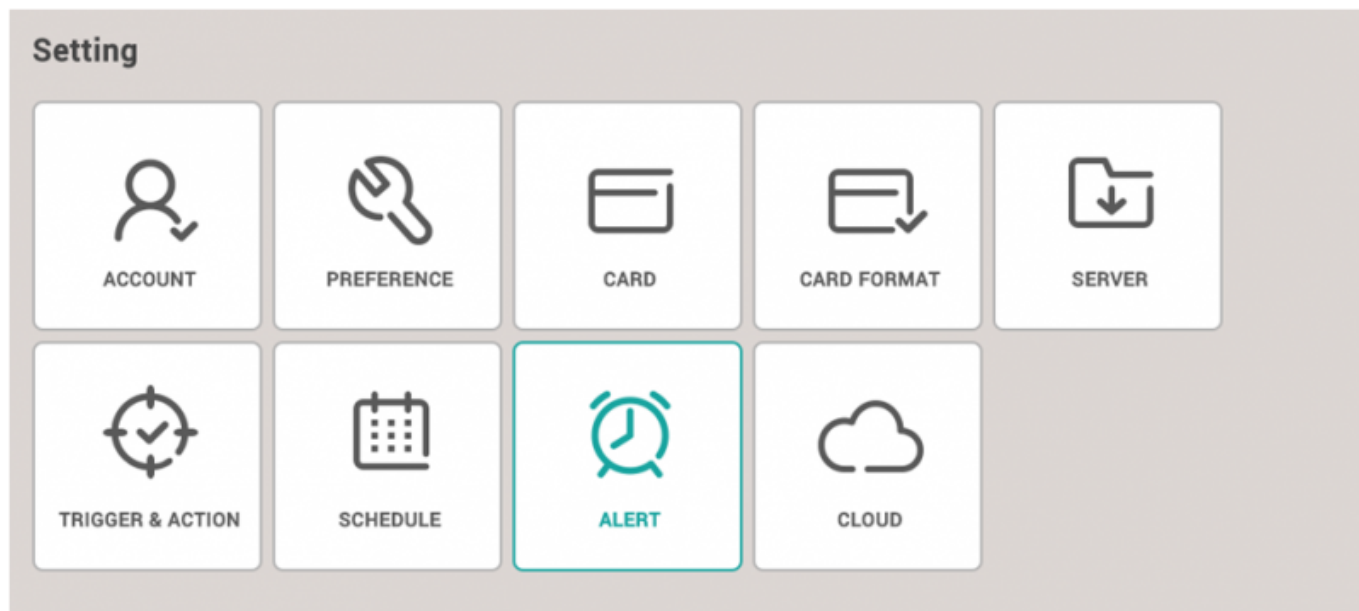 Setting
ACCOUNT
PREFERENCE
CARD
CARD FORMAT
SERVER
TRIGGER & ACTION
SCHEDULE
ALERT
CLOUD